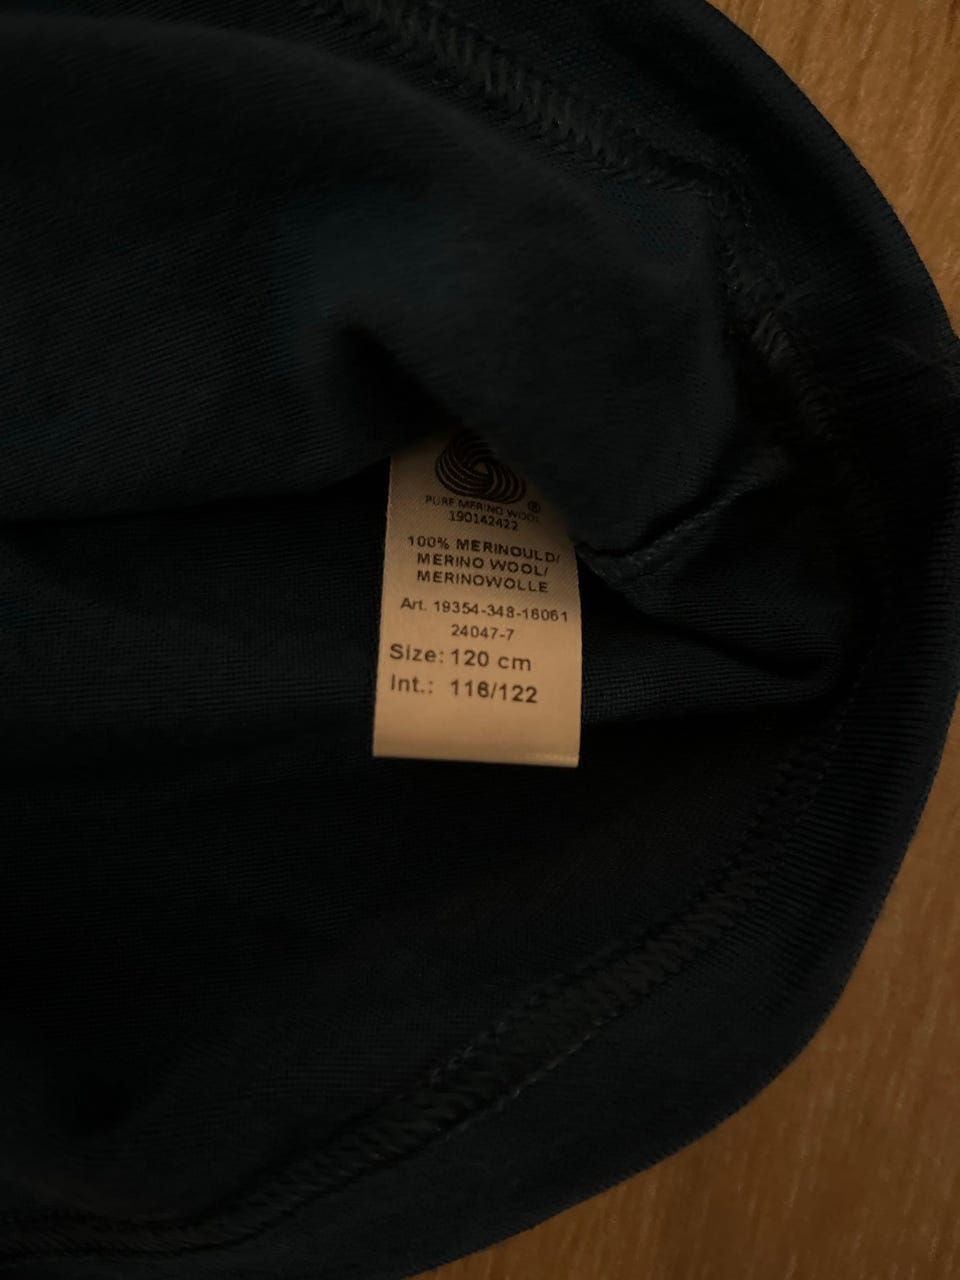 PURE MERINO WOOL ®
190142422
100% MERINOULD/
MERINO WOOL/
MERINOWOLLE
Art. 19354-348-16061
24047-7
Size: 120 cm
Int.: 116/122